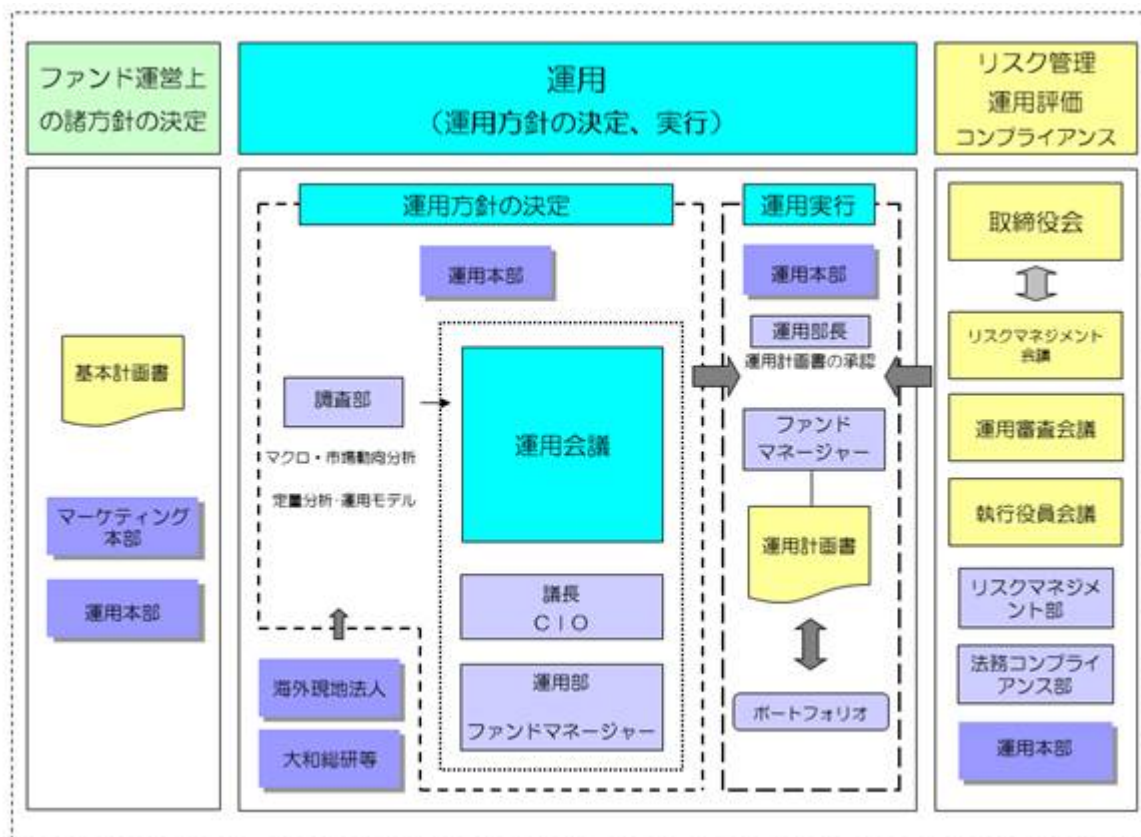 ファンド運営上
の諸方針の決定
運用
（運用方針の決定、実行）
リスク管理
運用評価
コンプライアンス
基本計画書
マーケティング
本部
運用本部
運用方針の決定
運用本部
調査部
マクロ・市場動向分析
定量分析・運用モデル
運用会議
議長
ＣＩＯ
運用部
ファンドマネージャー
海外現地法人
大和総研等
運用実行
運用本部
運用部長
運用計画書の承認
ファンド
マネージャー
運用計画書
ポートフォリオ
取締役会
リスクマネジメント
会議
運用審査会議
執行役員会議
リスクマネジメ
ント部
法務コンプライ
アンス部
運用本部